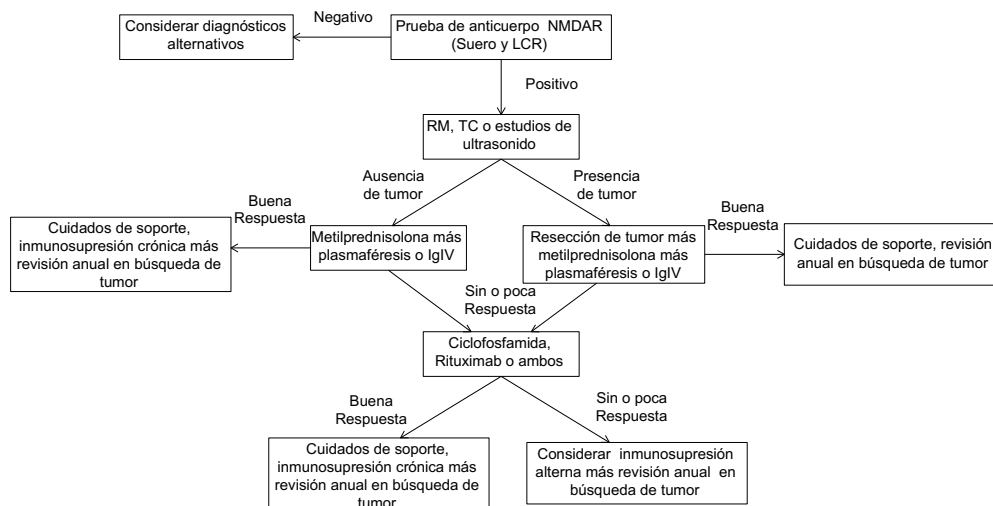 Considerar diagnósticos
alternativos
Negativo
Prueba de anticuerpo NMDAR
(Suero y LCR)
Positivo
RM, TC o estudios de
ultrasonido
Ausencia
de tumor
Presencia
de tumor
Buena
Respuesta
Buena
Respuesta
Cuidados de soporte,
inmunosupresión crónica más
revisión anual en búsqueda de
tumor
Metilprednisolona más
plasmaféresis o IgIV
Resección de tumor más
metilprednisolona más
plasmaféresis o IgIV
Cuidados de soporte, revisión
anual en búsqueda de tumor
Sin o poca
Respuesta
Ciclofosfamida,
Rituximab o ambos
Buena
Respuesta
Sin o poca
Respuesta
Cuidados de soporte,
inmunosupresión crónica más
revisión anual en búsqueda de
tumor
Considerar inmunosupresión
alterna más revisión anual en
búsqueda de tumor